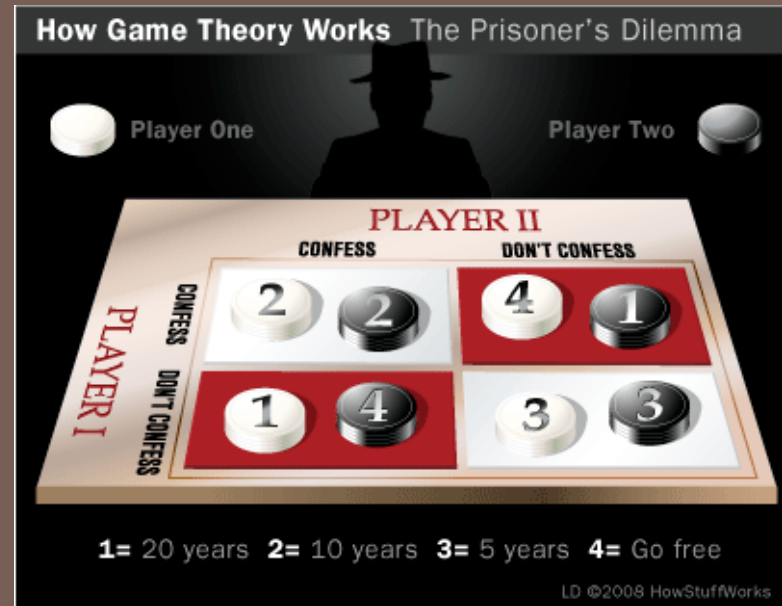 How Game Theory Works The Prisoner's Dilemma
Player One
Player Two
PLAYER II
CONFESS DON'T CONFESS
PLAYER I
CONFESS
2 2 4 1
DON'T CONFESS
1 4 3 3
1= 20 years 2= 10 years 3= 5 years 4= Go free
LD ©2008 HowStuffWorks